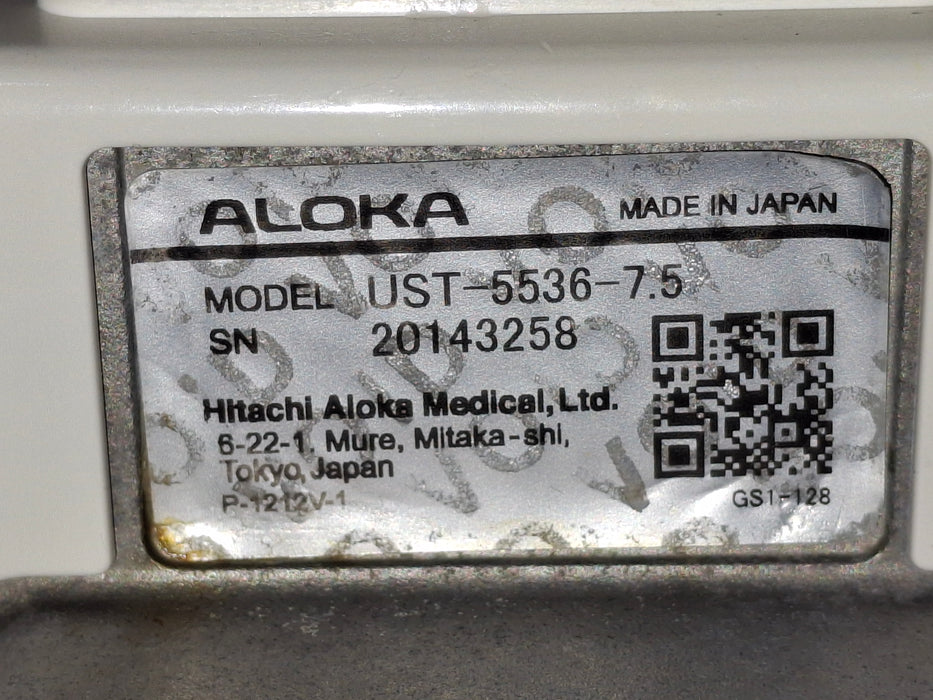 ALOKA MADE IN JAPAN
MODEL UST-5536-7.5
SN 20143258
Hitachi Aloka Medical, Ltd.
6-22-1, Mure, Mitaka-shi,
Tokyo, Japan
P-1212V-1
GS1-128
VOID